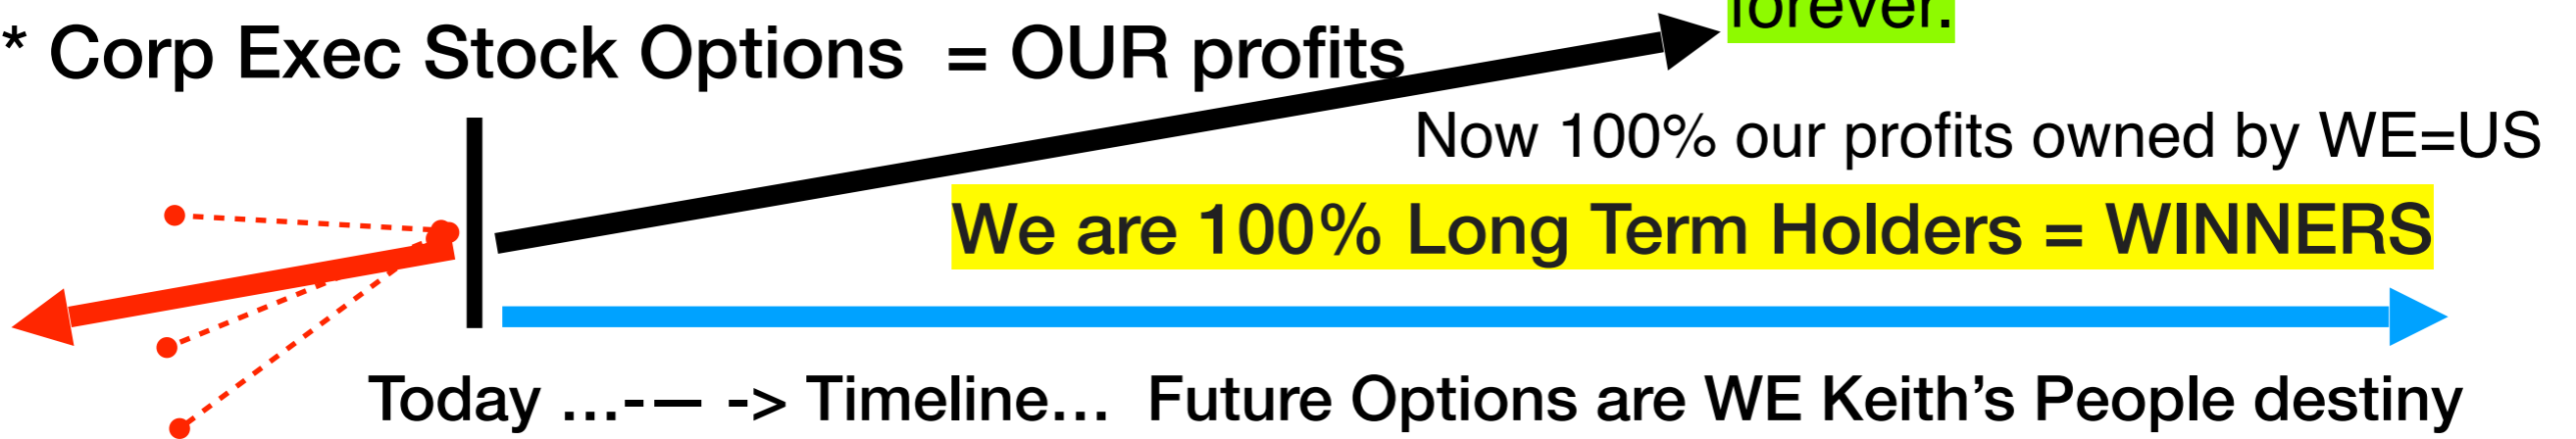 forever.
* Corp Exec Stock Options = OUR profits
Now 100% our profits owned by WE=US
We are 100% Long Term Holders = WINNERS
Today ...-— -> Timeline... Future Options are WE Keith’s People destiny